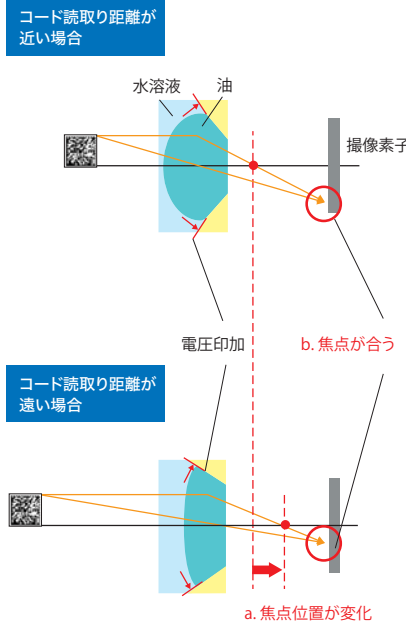 コード読取り距離が
近い場合
水溶液
油
撮像素子
電圧印加
b. 焦点が合う
コード読取り距離が
遠い場合
a. 焦点位置が変化